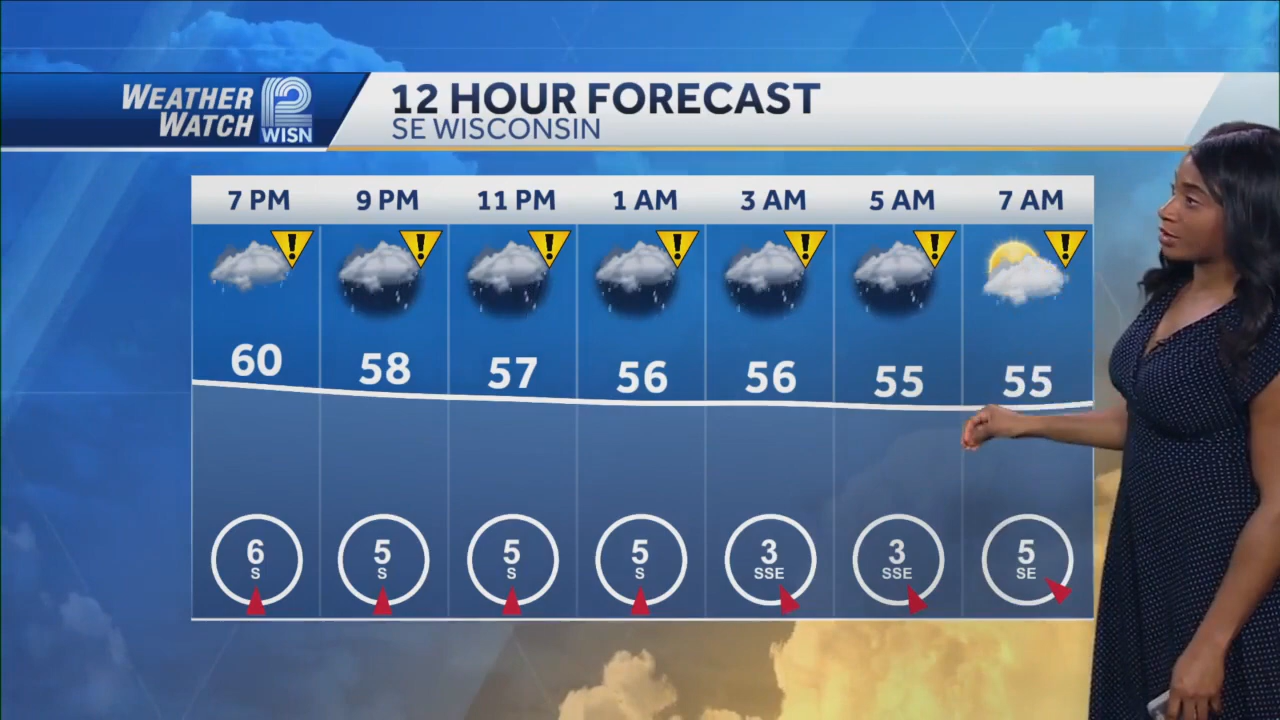 WEATHER
WATCH
12
WISN
12 HOUR FORECAST
SE WISCONSIN
7 PM 9 PM 11 PM 1 AM 3 AM 5 AM 7 AM
! ! ! ! ! ! !
60 58 57 56 56 55 55
6 5 5 5 3 3 5
S S S S SSE SSE SE